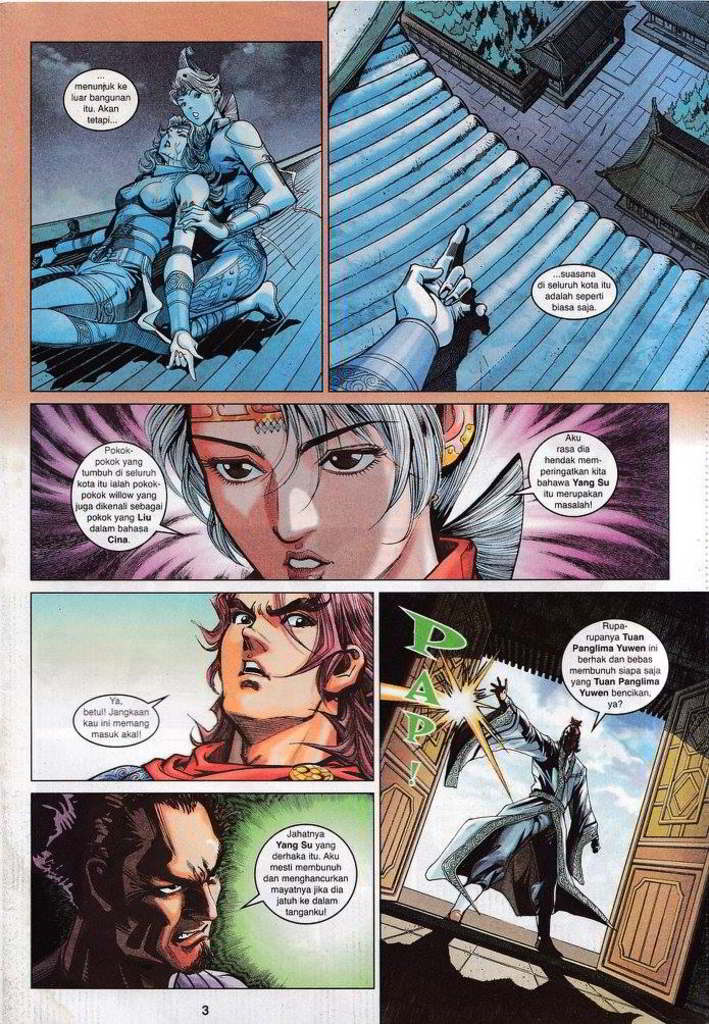 ...
menunjuk ke
luar bangunan
itu. Akan
tetapi...
...suasana
di seluruh kota itu
adalah seperti
biasa saja.
Pokok-
pokok yang
tumbuh di seluruh
kota itu ialah pokok-
pokok willow yang
juga dikenali sebagai
pokok yang Liu
dalam bahasa
Cina.
Aku
rasa dia
hendak mem-
peringatkan kita
bahawa Yang Su
itu merupakan
masalah!
Ya,
betul! Jangkaan
kau ini memang
masuk akal!
Jahatnya
Yang Su yang
derhaka itu. Aku
mesti membunuh
dan menghancurkan
mayatnya jika dia
jatuh ke dalam
tanganku!
PAP!
Rupa-
rupanya Tuan
Panglima Yuwen ini
berhak dan bebas
membunuh siapa saja
yang Tuan Panglima
Yuwen bencikan,
ya?
3